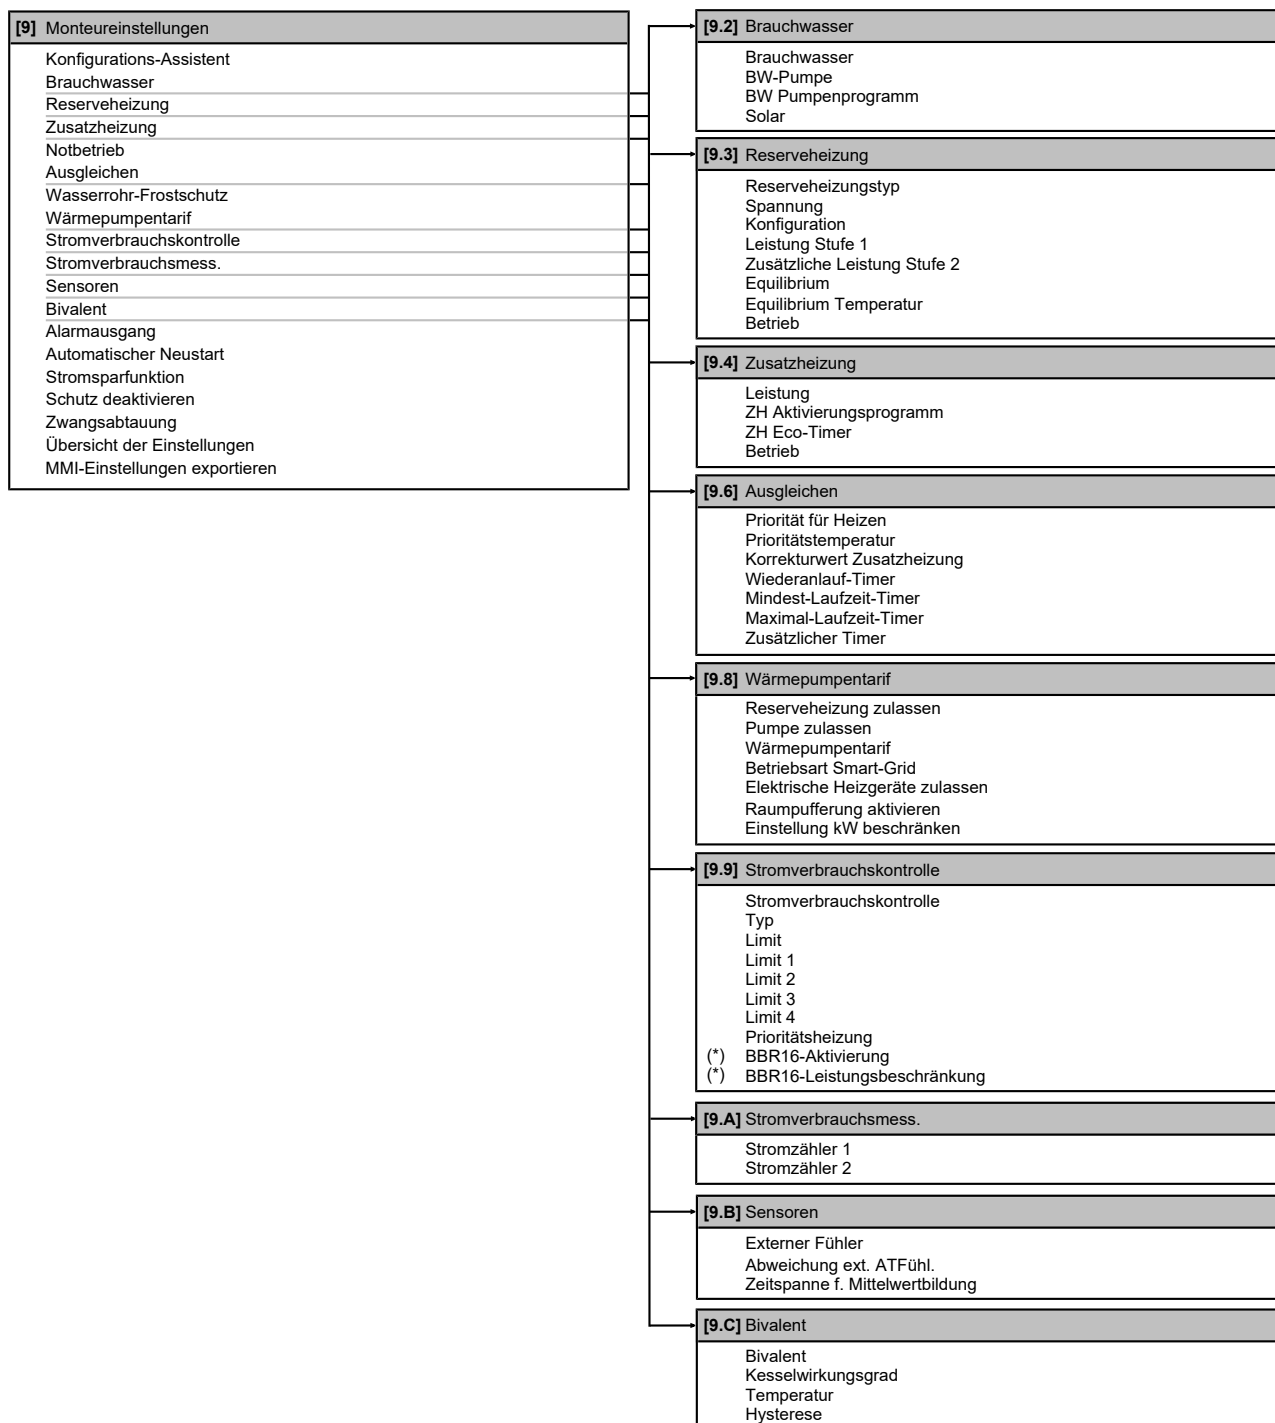 [9] Monteureinstellungen
Konfigurations-Assistent
Brauchwasser
Reserveheizung
Zusatzheizung
Notbetrieb
Ausgleichen
Wasserrohr-Frostschutz
Wärmepumpentarif
Stromverbrauchskontrolle
Stromverbrauchsmess.
Sensoren
Bivalent
Alarmausgang
Automatischer Neustart
Stromsparfunktion
Schutz deaktivieren
Zwangsabtauung
Übersicht der Einstellungen
MMI-Einstellungen exportieren
[9.2] Brauchwasser
Brauchwasser
BW-Pumpe
BW Pumpenprogramm
Solar
[9.3] Reserveheizung
Reserveheizungstyp
Spannung
Konfiguration
Leistung Stufe 1
Zusätzliche Leistung Stufe 2
Equilibrium
Equilibrium Temperatur
Betrieb
[9.4] Zusatzheizung
Leistung
ZH Aktivierungsprogramm
ZH Eco-Timer
Betrieb
[9.6] Ausgleichen
Priorität für Heizen
Prioritätstemperatur
Korrekturwert Zusatzheizung
Wiederanlauf-Timer
Mindest-Laufzeit-Timer
Maximal-Laufzeit-Timer
Zusätzlicher Timer
[9.8] Wärmepumpentarif
Reserveheizung zulassen
Pumpe zulassen
Wärmepumpentarif
Betriebsart Smart-Grid
Elektrische Heizgeräte zulassen
Raumpufferung aktivieren
Einstellung kW beschränken
[9.9] Stromverbrauchskontrolle
Stromverbrauchskontrolle
Typ
Limit
Limit 1
Limit 2
Limit 3
Limit 4
Prioritätsheizung
(*) BBR16-Aktivierung
(*) BBR16-Leistungsbeschränkung
[9.A] Stromverbrauchsmess.
Stromzähler 1
Stromzähler 2
[9.B] Sensoren
Externer Fühler
Abweichung ext. ATFühl.
Zeitspanne f. Mittelwertbildung
[9.C] Bivalent
Bivalent
Kesselwirkungsgrad
Temperatur
Hysterese